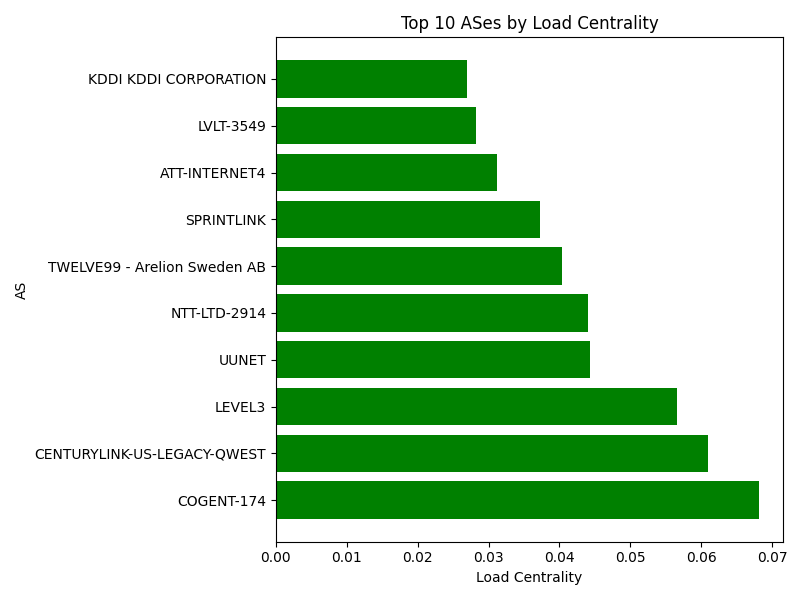 Top 10 ASes by Load Centrality
KDDI KDDI CORPORATION
LVLT-3549
ATT-INTERNET4
SPRINTLINK
TWELVE99 - Arelion Sweden AB
NTT-LTD-2914
UUNET
LEVEL3
CENTURYLINK-US-LEGACY-QWEST
COGENT-174
AS
0.00 0.01 0.02 0.03 0.04 0.05 0.06 0.07
Load Centrality